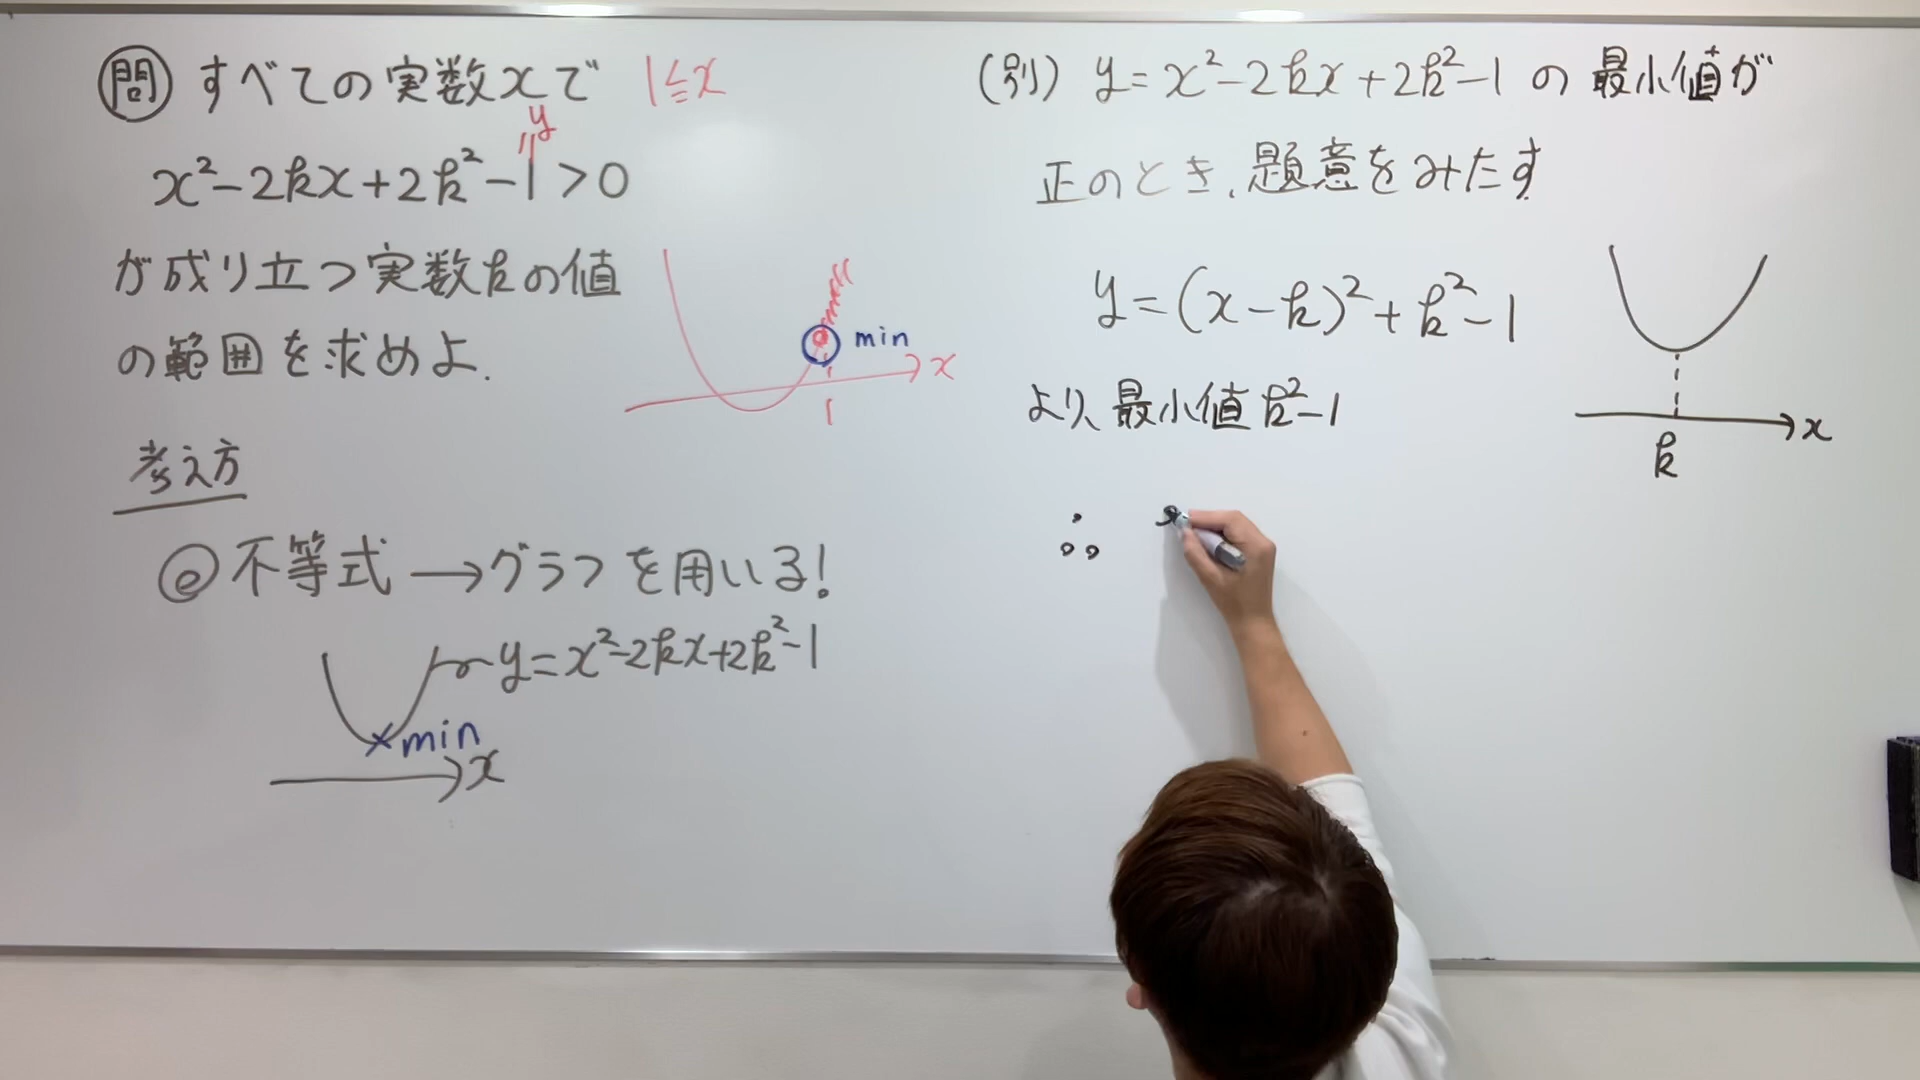 問 すべての実数xで 1≦x
y
x²-2kx+2k²-1>0
が成り立つ実数kの値
の範囲を求めよ.
min
x
1
考え方
@不等式→グラフを用いる!
y=x²-2kx+2k²-1
min
x
(別) y=x²-2kx+2k²-1の最小値が
正のとき、題意をみたす
y=(x-k)²+k²-1
より、最小値k²-1
x
k
∴